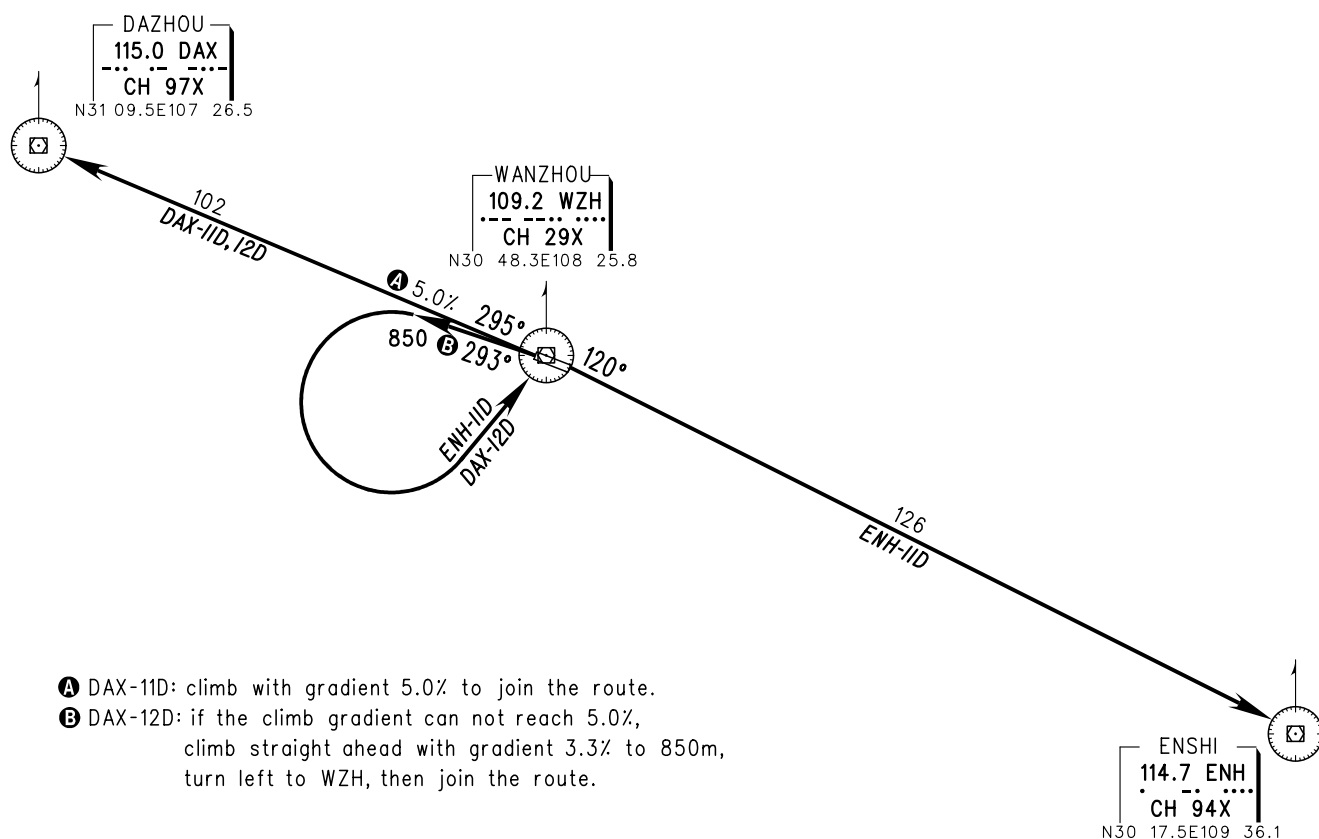 DAZHOU
115.0 DAX
CH 97X
N31 09.5E107 26.5
WANZHOU
109.2 WZH
CH 29X
N30 48.3E108 25.8
102
DAX-11D,12D
A 5.0%
295°
850 B 293°
120°
ENH-11D
DAX-12D
126
ENH-11D
A DAX-11D: climb with gradient 5.0% to join the route.
B DAX-12D: if the climb gradient can not reach 5.0%,
climb straight ahead with gradient 3.3% to 850m,
turn left to WZH, then join the route.
ENSHI
114.7 ENH
CH 94X
N30 17.5E109 36.1